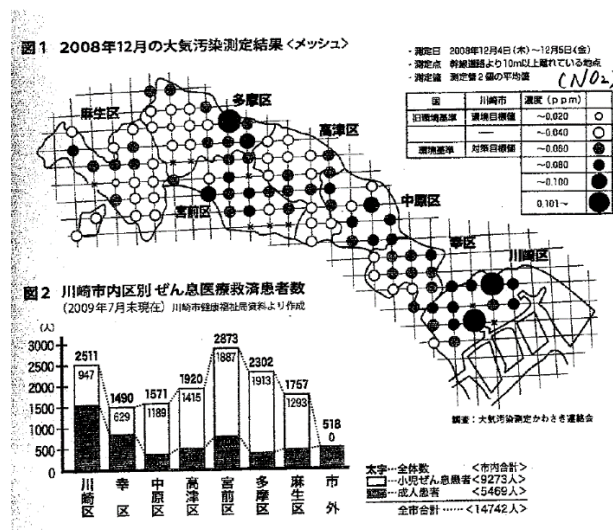 図1 2008年12月の大気汚染測定結果<メッシュ>
・測定日 2008年12月4日(木)~12月5日(金)
・測定点 幹線道路より10m以上離れている地点
・測定値 測定管2個の平均値
(NO₂)
国 川崎市 濃度(ppm)
旧環境基準 環境目標値 ~0.020
― ~0.040
環境基準 対策目標値 ~0.060
~0.080
~0.100
0.101~
麻生区
多摩区
高津区
宮前区
中原区
幸区
川崎区
図2 川崎市内区別 ぜん息医療救済患者数
(2009年7月末現在) 川崎市健康福祉局資料より作成
(人)
3000
2500
2000
1500
1000
500
0
2511 1490 1571 1920 2873 2302 1757 518
947 629 1189 1415 1887 1913 1293 0
川崎区 幸区 中原区 高津区 宮前区 多摩区 麻生区 市外
調査:大気汚染測定かわさき連絡会
太字…全体数 <市内合計>
…小児ぜん息患者<9273人>
…成人患者 <5469人>
全市合計……<14742人>